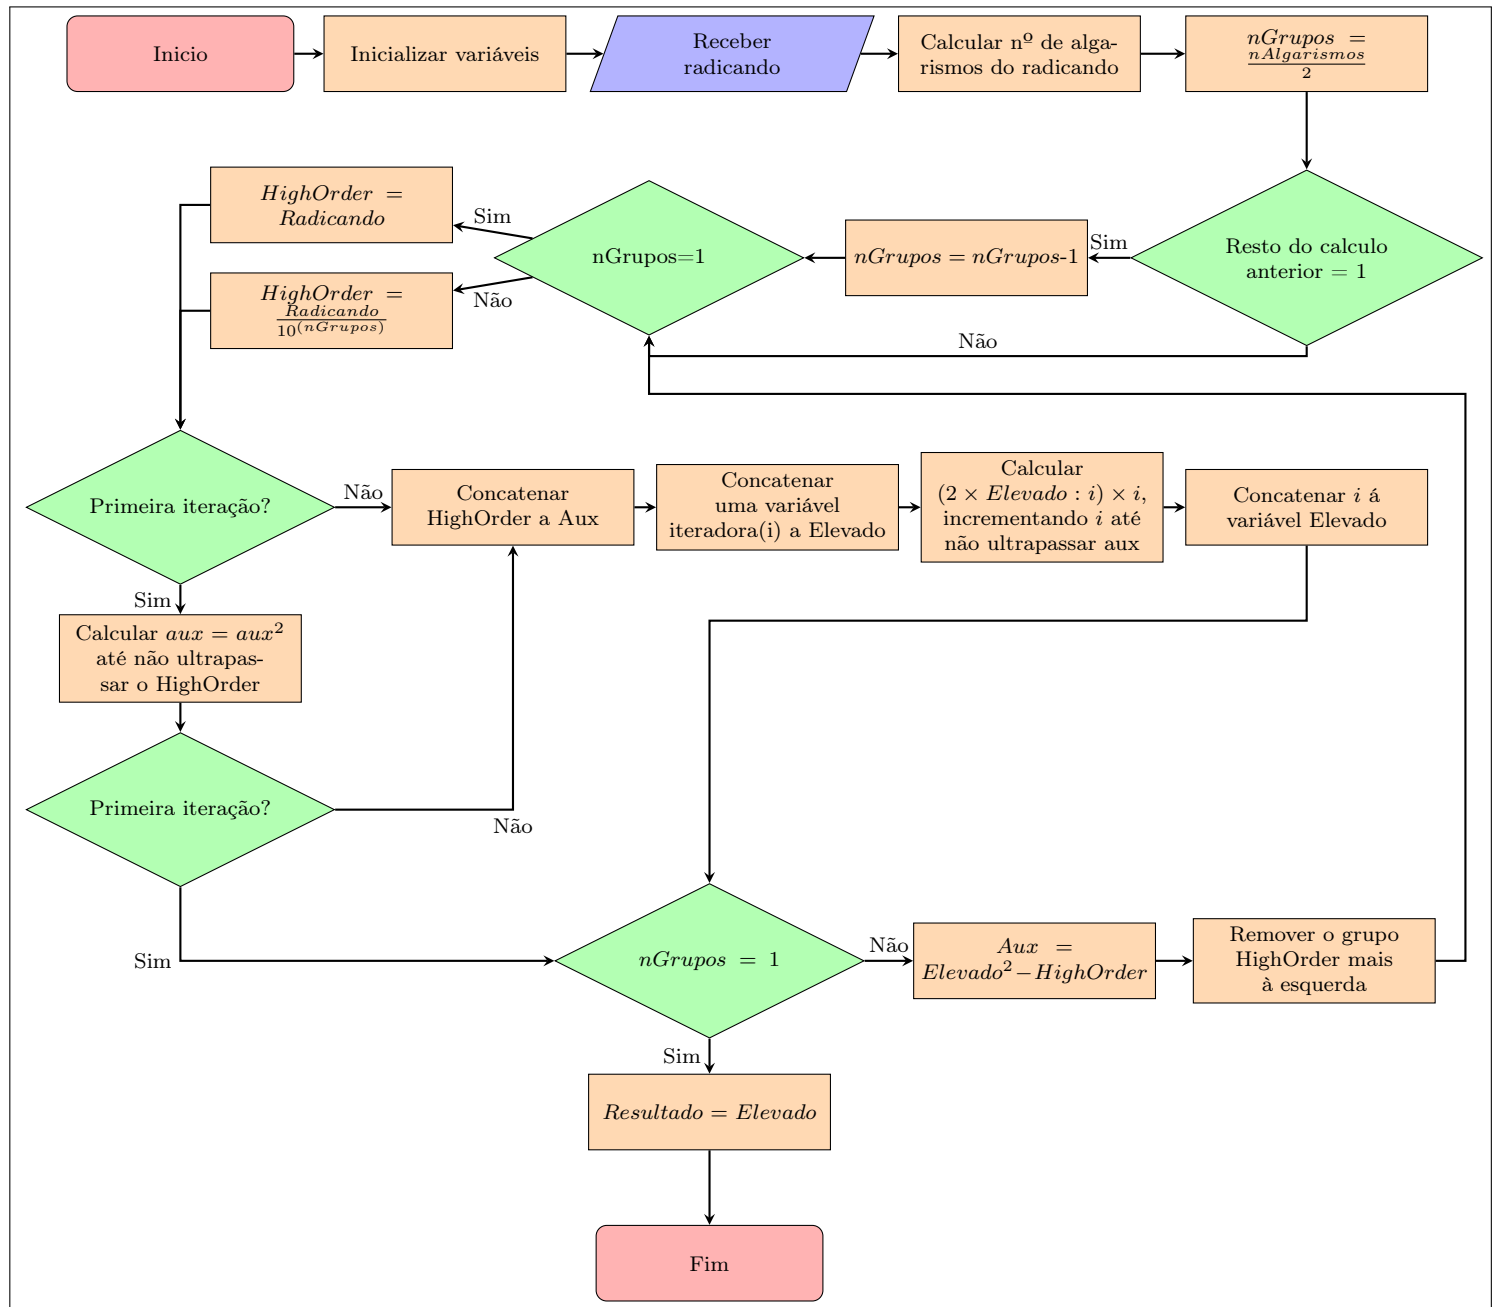 Inicio
Inicializar variáveis
Receber
radicando
Calcular nº de alga-
rismos do radicando
nGrupos =
nAlgarismos
2
HighOrder =
Radicando
Sim
nGrupos=1
nGrupos = nGrupos-1
Sim
Resto do calculo
anterior = 1
HighOrder =
Radicando
10^(nGrupos)
Não
Não
Primeira iteração?
Não
Concatenar
HighOrder a Aux
Concatenar
uma variável
iteradora(i) a Elevado
Calcular
(2 × Elevado : i) × i,
incrementando i até
não ultrapassar aux
Concatenar i á
variável Elevado
Sim
Calcular aux = aux²
até não ultrapas-
sar o HighOrder
Primeira iteração?
Não
Sim
nGrupos = 1
Não
Aux =
Elevado²−HighOrder
Remover o grupo
HighOrder mais
à esquerda
Sim
Resultado = Elevado
Fim